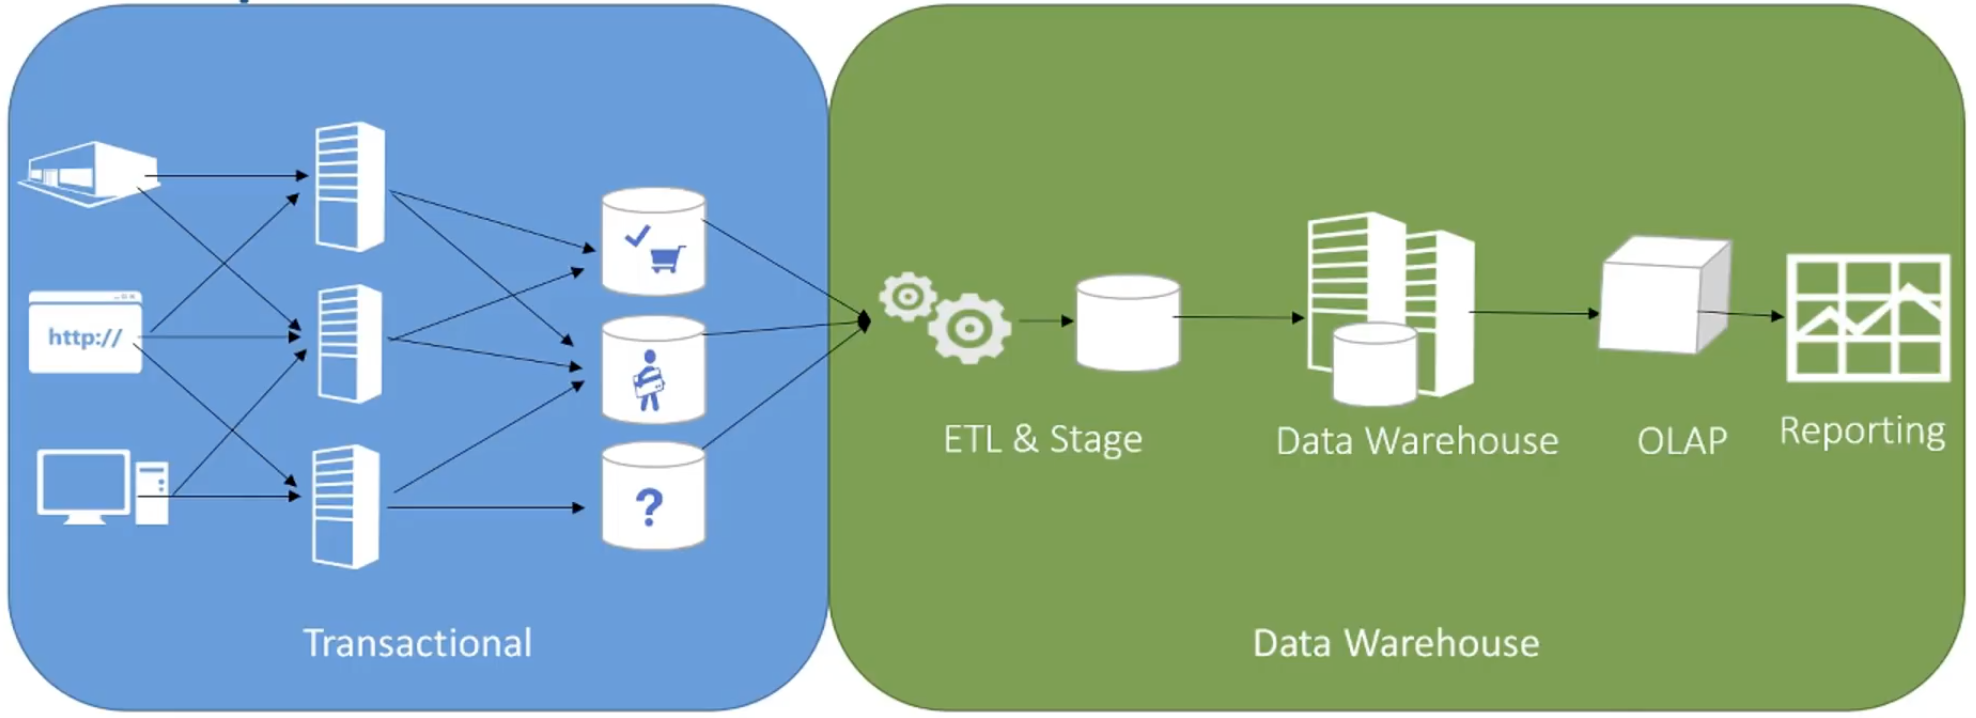 http://
?
ETL & Stage
Data Warehouse
OLAP
Reporting
Transactional
Data Warehouse